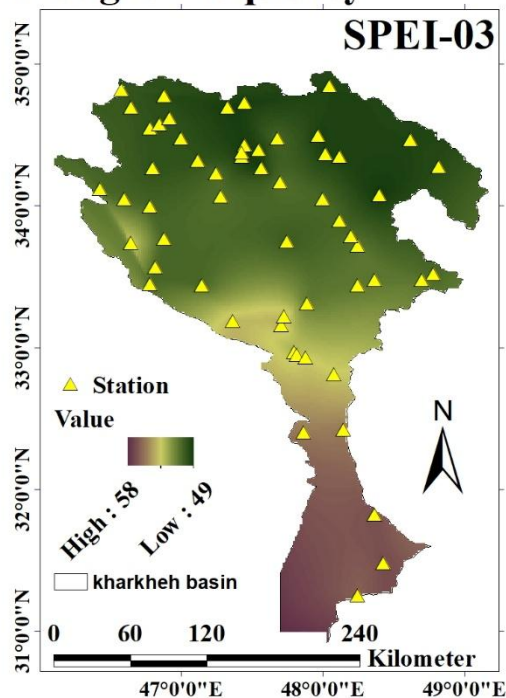 SPEI-03
35°0'0"N
34°0'0"N
33°0'0"N
32°0'0"N
31°0'0"N
Station
Value
High : 58
Low : 49
N
kharkheh basin
0 60 120 240
Kilometer
47°0'0"E 48°0'0"E 49°0'0"E